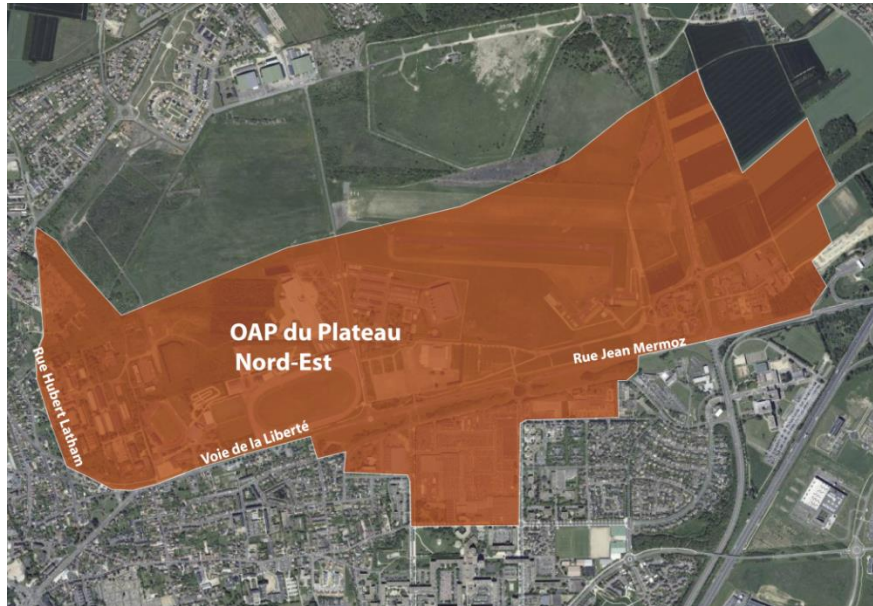 OAP du Plateau
Nord-Est
Rue Jean Mermoz
Rue Hubert Latham
Voie de la Liberté